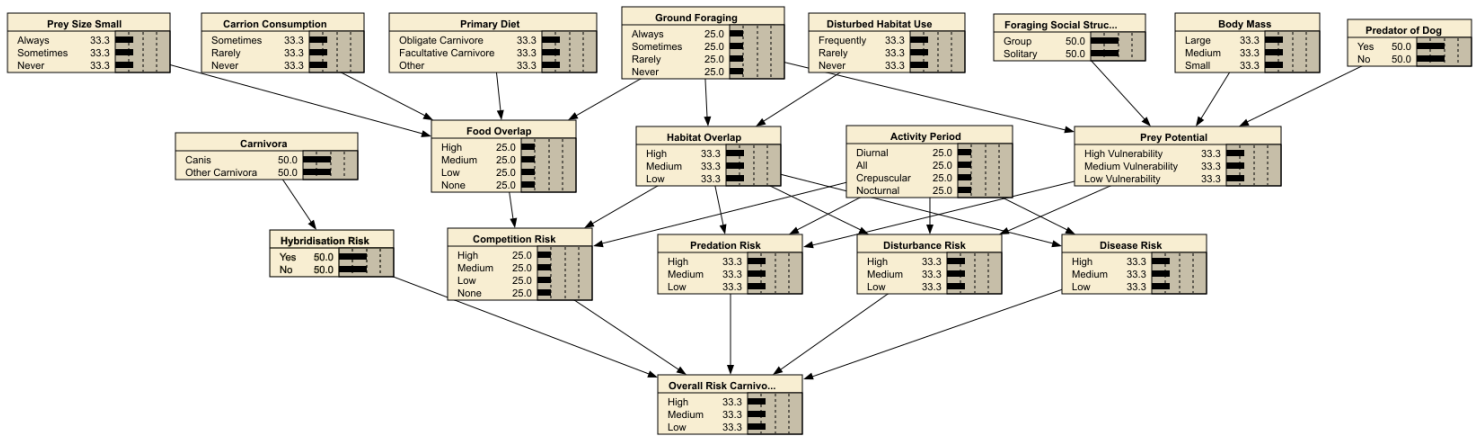 Prey Size Small
Always 33.3
Sometimes 33.3
Never 33.3
Carrion Consumption
Sometimes 33.3
Rarely 33.3
Never 33.3
Primary Diet
Obligate Carnivore 33.3
Facultative Carnivore 33.3
Other 33.3
Ground Foraging
Always 25.0
Sometimes 25.0
Rarely 25.0
Never 25.0
Disturbed Habitat Use
Frequently 33.3
Rarely 33.3
Never 33.3
Foraging Social Struc...
Group 50.0
Solitary 50.0
Body Mass
Large 33.3
Medium 33.3
Small 33.3
Predator of Dog
Yes 50.0
No 50.0
Carnivora
Canis 50.0
Other Carnivora 50.0
Food Overlap
High 25.0
Medium 25.0
Low 25.0
None 25.0
Habitat Overlap
High 33.3
Medium 33.3
Low 33.3
Activity Period
Diurnal 25.0
All 25.0
Crepuscular 25.0
Nocturnal 25.0
Prey Potential
High Vulnerability 33.3
Medium Vulnerability 33.3
Low Vulnerability 33.3
Hybridisation Risk
Yes 50.0
No 50.0
Competition Risk
High 25.0
Medium 25.0
Low 25.0
None 25.0
Predation Risk
High 33.3
Medium 33.3
Low 33.3
Disturbance Risk
High 33.3
Medium 33.3
Low 33.3
Disease Risk
High 33.3
Medium 33.3
Low 33.3
Overall Risk Carnivo...
High 33.3
Medium 33.3
Low 33.3